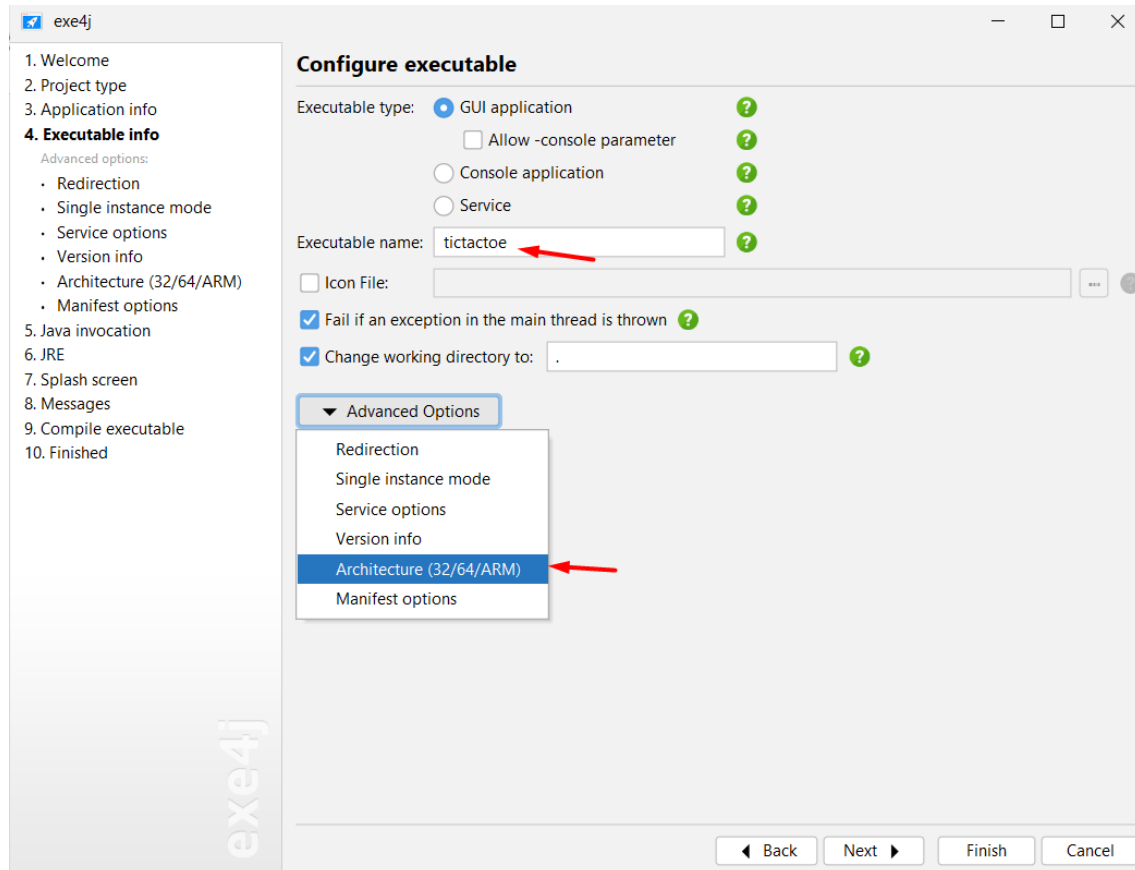 exe4j
1. Welcome
2. Project type
3. Application info
4. Executable info
Advanced options:
• Redirection
• Single instance mode
• Service options
• Version info
• Architecture (32/64/ARM)
• Manifest options
5. Java invocation
6. JRE
7. Splash screen
8. Messages
9. Compile executable
10. Finished
exe4j
Configure executable
Executable type: GUI application ?
Allow -console parameter ?
Console application ?
Service ?
Executable name: tictactoe ?
Icon File: ... ?
Fail if an exception in the main thread is thrown ?
Change working directory to: . ?
Advanced Options
Redirection
Single instance mode
Service options
Version info
Architecture (32/64/ARM)
Manifest options
Back Next Finish Cancel